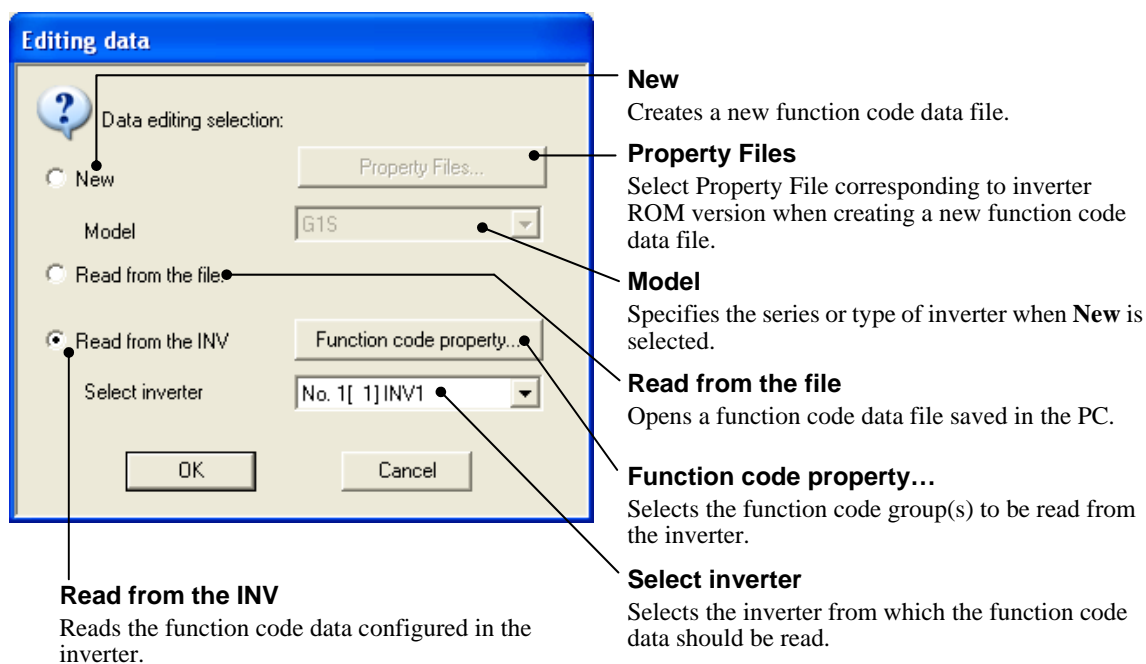 Editing data
Data editing selection:
New
Property Files...
Model
G1S
Read from the file.
Read from the INV
Function code property...
Select inverter
No. 1[ 1] INV1
OK
Cancel
New
Creates a new function code data file.
Property Files
Select Property File corresponding to inverter
ROM version when creating a new function code
data file.
Model
Specifies the series or type of inverter when New is
selected.
Read from the file
Opens a function code data file saved in the PC.
Function code property…
Selects the function code group(s) to be read from
the inverter.
Select inverter
Selects the inverter from which the function code
data should be read.
Read from the INV
Reads the function code data configured in the
inverter.